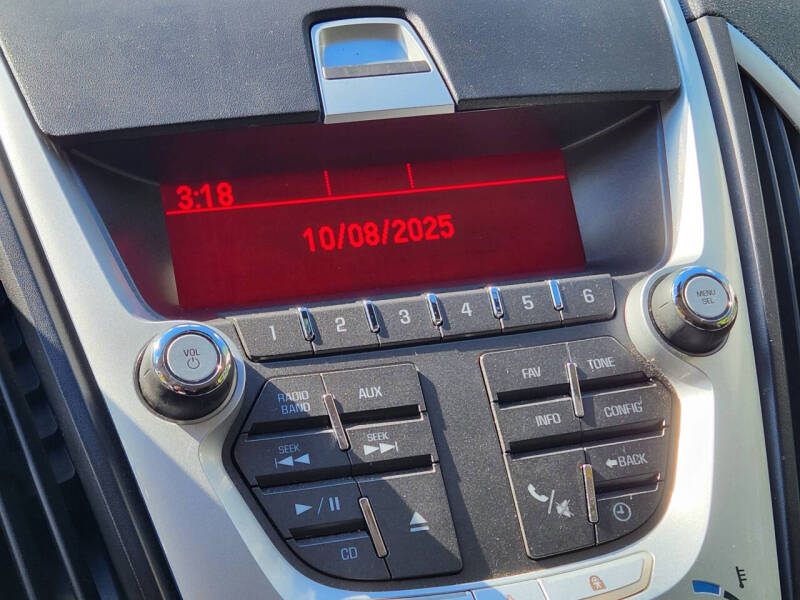 3:18
10/08/2025
1 2 3 4 5 6
VOL
MENU
SEL
RADIO
BAND
AUX
SEEK
SEEK
CD
FAV
TONE
INFO
CONFIG
BACK
F